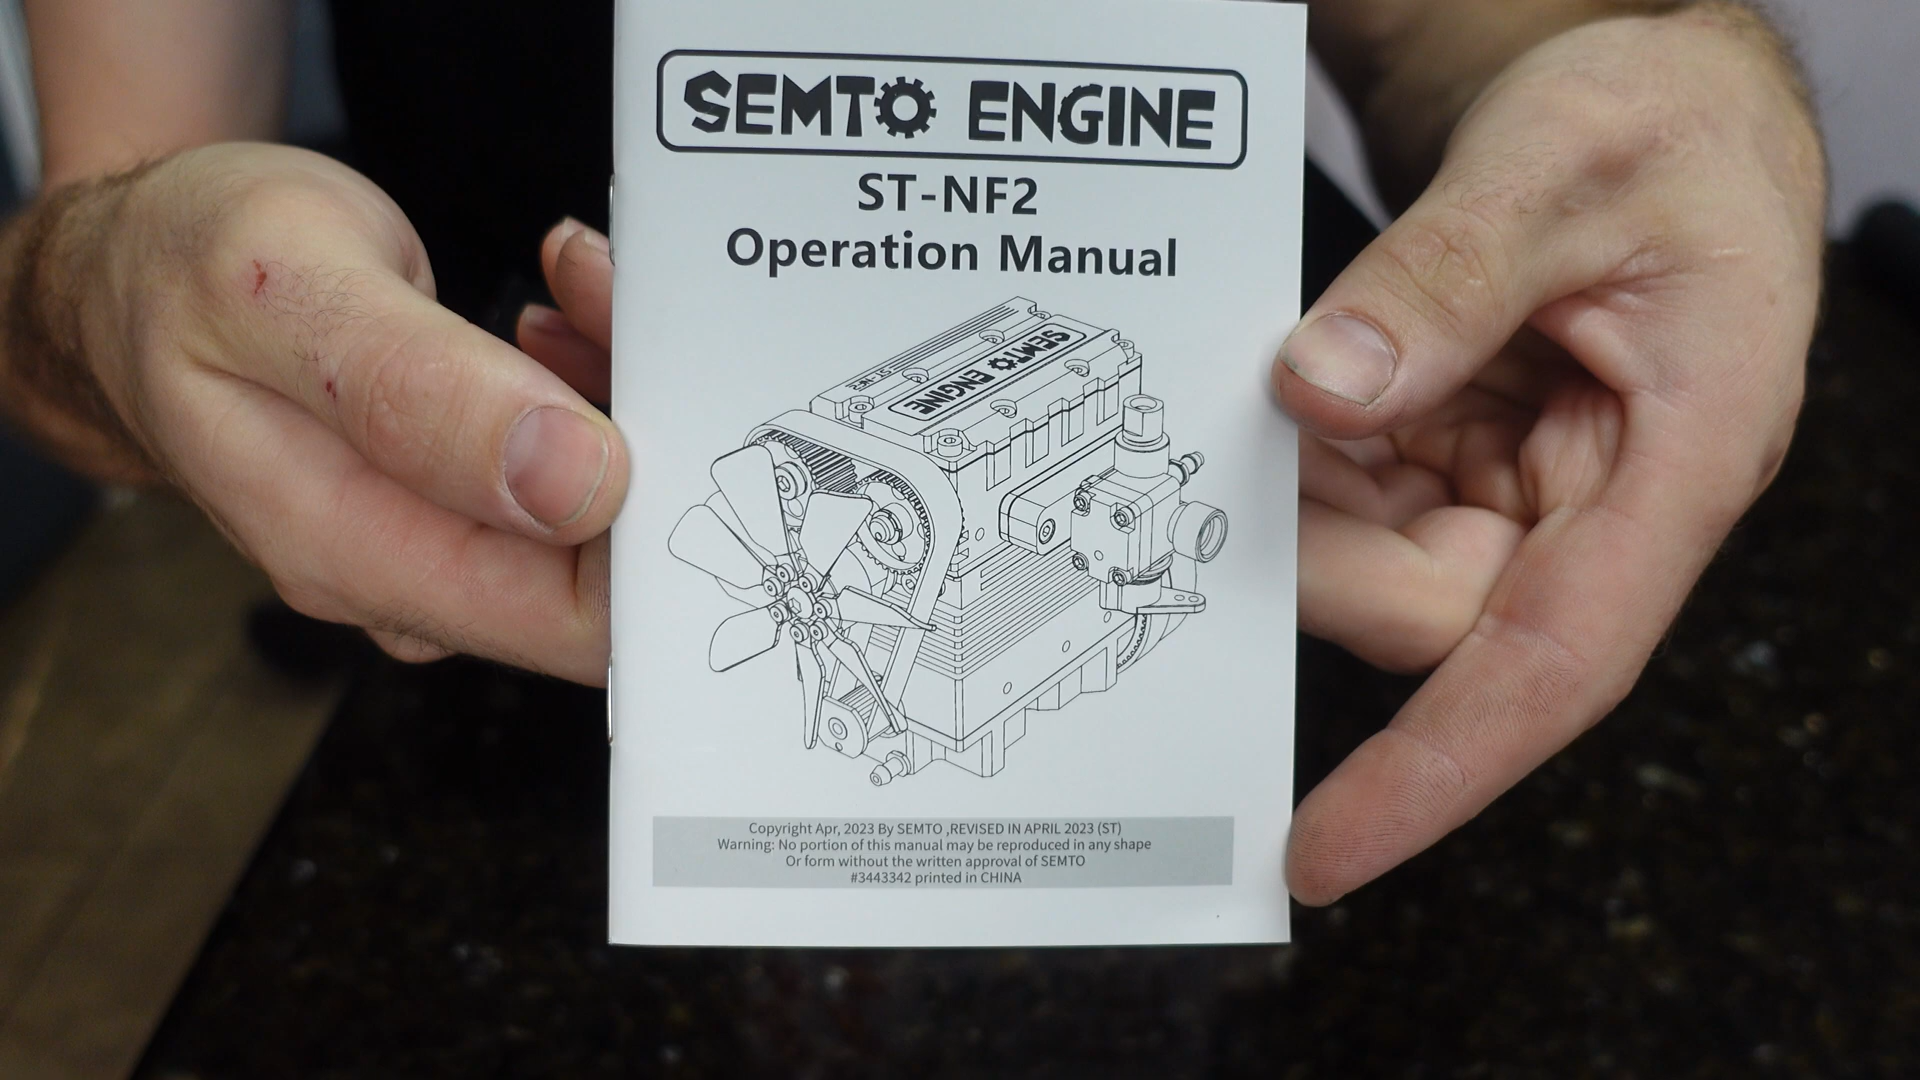 SEMTO ENGINE
ST-NF2
Operation Manual
ST-NF2
SEMTO ENGINE
Copyright Apr, 2023 By SEMTO ,REVISED IN APRIL 2023 (ST)
Warning: No portion of this manual may be reproduced in any shape
Or form without the written approval of SEMTO
#3443342 printed in CHINA